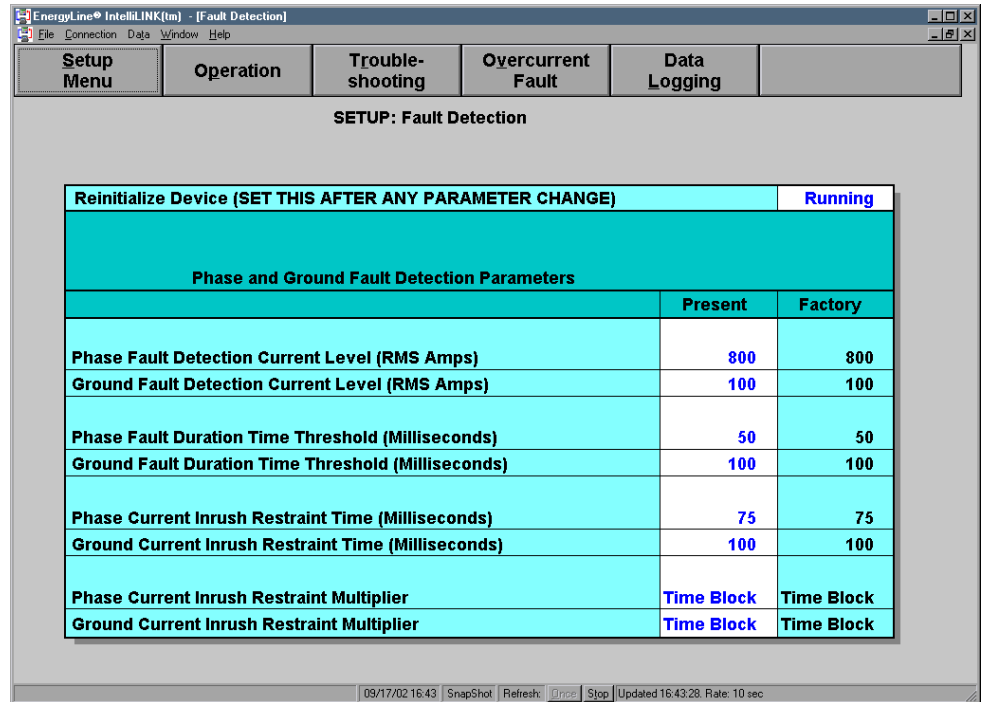 EnergyLine® IntelliLINK(tm) - [Fault Detection]
File Connection Data Window Help
Setup Menu
Operation
Trouble-shooting
Overcurrent Fault
Data Logging
SETUP: Fault Detection
Reinitialize Device (SET THIS AFTER ANY PARAMETER CHANGE) Running
Phase and Ground Fault Detection Parameters
Present Factory
Phase Fault Detection Current Level (RMS Amps) 800 800
Ground Fault Detection Current Level (RMS Amps) 100 100
Phase Fault Duration Time Threshold (Milliseconds) 50 50
Ground Fault Duration Time Threshold (Milliseconds) 100 100
Phase Current Inrush Restraint Time (Milliseconds) 75 75
Ground Current Inrush Restraint Time (Milliseconds) 100 100
Phase Current Inrush Restraint Multiplier Time Block Time Block
Ground Current Inrush Restraint Multiplier Time Block Time Block
09/17/02 16:43 SnapShot Refresh: Once Stop Updated 16:43:28. Rate: 10 sec